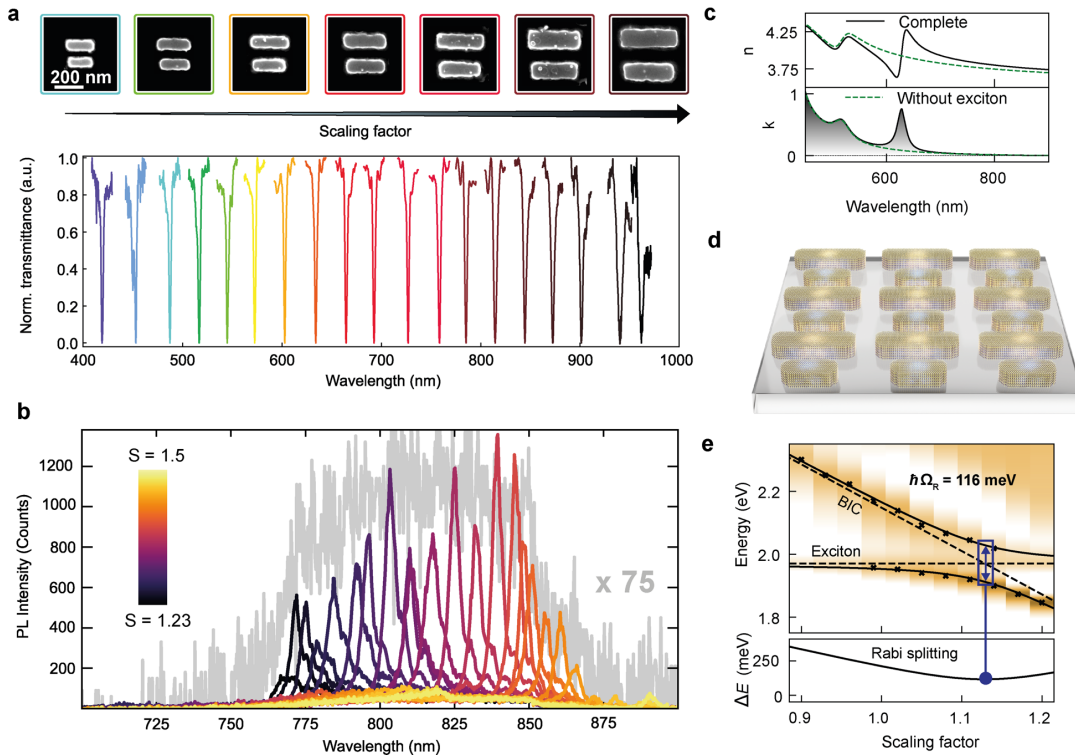 a
200 nm
Scaling factor
Norm. transmittance (a.u.)
1.0
0.8
0.6
0.4
0.2
0.0
400 500 600 700 800 900 1000
Wavelength (nm)
b
PL Intensity (Counts)
1200
1000
800
600
400
200
S = 1.5
S = 1.23
x 75
725 750 775 800 825 850 875
Wavelength (nm)
c
n
4.25
3.75
Complete
k
1
0
Without exciton
600 800
Wavelength (nm)
d
e
Energy (eV)
2.2
2.0
1.8
ħΩR = 116 meV
BIC
Exciton
ΔE (meV)
250
0
Rabi splitting
0.9 1.0 1.1 1.2
Scaling factor